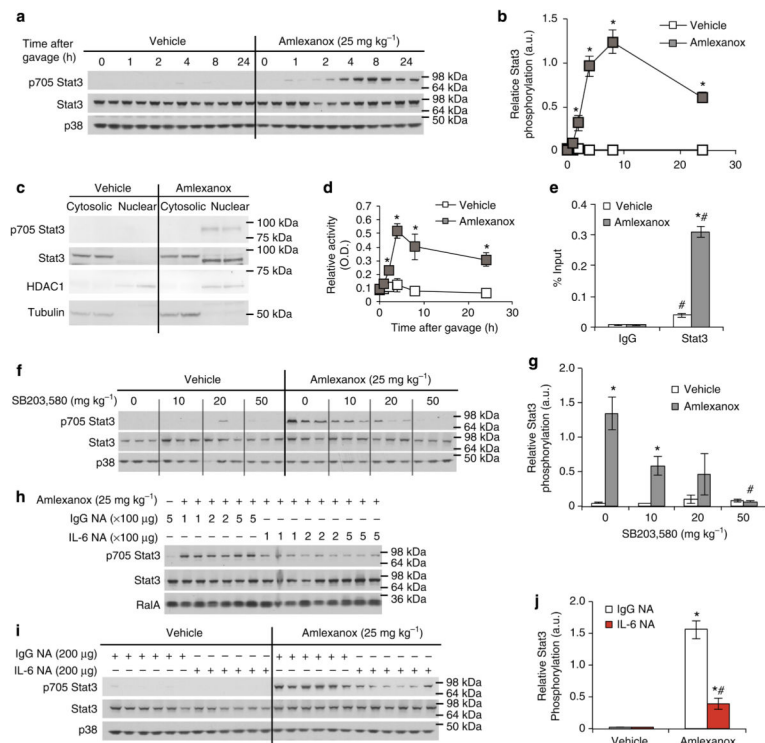 a
Time after gavage (h)
Vehicle
Amlexanox (25 mg kg−1)
0 1 2 4 8 24 0 1 2 4 8 24
p705 Stat3
98 kDa
64 kDa
Stat3
98 kDa
64 kDa
p38
50 kDa
b
Vehicle
Amlexanox
Relatice Stat3
phosphorylation (a.u.)
1.5
1.0
0.5
0
0 10 20 30
* * * *
c
Vehicle Amlexanox
Cytosolic Nuclear Cytosolic Nuclear
p705 Stat3
100 kDa
75 kDa
Stat3
100 kDa
75 kDa
HDAC1
Tubulin
50 kDa
d
Vehicle
Amlexanox
Relative activity
(O.D.)
0.7
0.6
0.5
0.4
0.3
0.2
0.1
0
0 10 20 30
Time after gavage (h)
* * * *
e
Vehicle
Amlexanox
% Input
0.4
0.3
0.2
0.1
0
IgG Stat3
# *#
f
Vehicle
Amlexanox (25 mg kg−1)
SB203,580 (mg kg−1)
0 10 20 50 0 10 20 50
p705 Stat3
98 kDa
64 kDa
Stat3
98 kDa
64 kDa
p38
50 kDa
g
Vehicle
Amlexanox
Relative Stat3
phosphorylation (a.u.)
2.0
1.5
1.0
0.5
0
0 10 20 50
SB203,580 (mg kg−1)
* * #
h
Amlexanox (25 mg kg−1) − + + + + + + + + + + + + + + +
IgG NA (×100 μg) 5 1 1 2 2 5 5 − − − − − − − − −
IL-6 NA (×100 μg) − − − − − − − 1 1 1 2 2 2 5 5 5
p705 Stat3
98 kDa
64 kDa
Stat3
98 kDa
64 kDa
RalA
36 kDa
i
Vehicle
Amlexanox (25 mg kg−1)
IgG NA (200 μg) + + + + + + − − − − − − + + + + + + − − − − − −
IL-6 NA (200 μg) − − − − − − + + + + + + − − − − − − + + + + + +
p705 Stat3
98 kDa
64 kDa
Stat3
98 kDa
64 kDa
p38
50 kDa
j
IgG NA
IL-6 NA
Relative Stat3
Phosphorylation (a.u.)
2.0
1.5
1.0
0.5
0
Vehicle Amlexanox
* *#